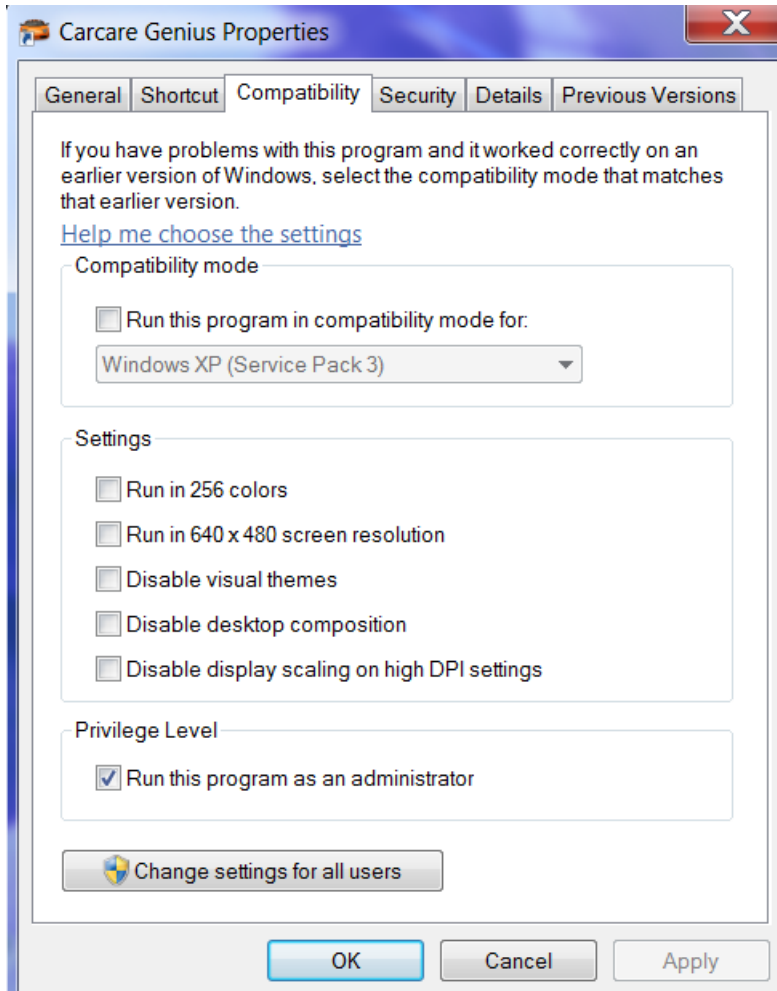 Carcare Genius Properties
General Shortcut Compatibility Security Details Previous Versions
If you have problems with this program and it worked correctly on an
earlier version of Windows, select the compatibility mode that matches
that earlier version.
Help me choose the settings
Compatibility mode
Run this program in compatibility mode for:
Windows XP (Service Pack 3)
Settings
Run in 256 colors
Run in 640 x 480 screen resolution
Disable visual themes
Disable desktop composition
Disable display scaling on high DPI settings
Privilege Level
Run this program as an administrator
Change settings for all users
OK Cancel Apply